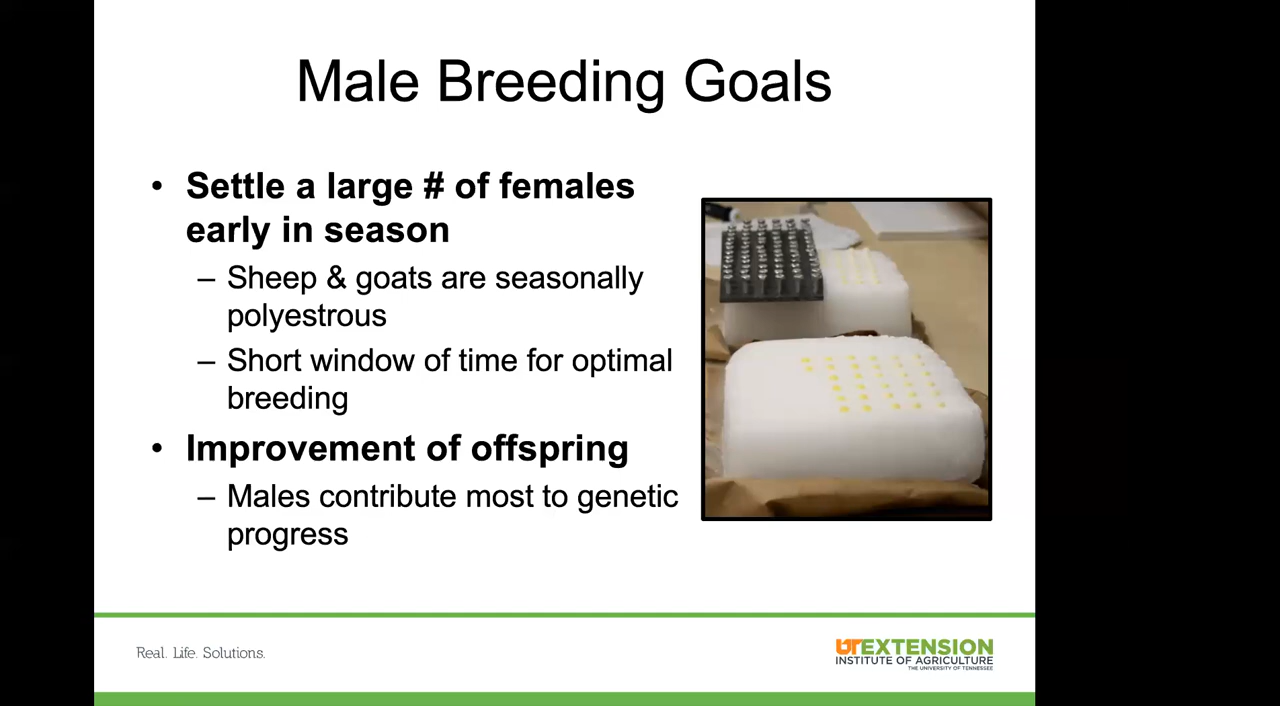 Male Breeding Goals
• Settle a large # of females
early in season
– Sheep & goats are seasonally
polyestrous
– Short window of time for optimal
breeding
• Improvement of offspring
– Males contribute most to genetic
progress
Real. Life. Solutions.
UTEXTENSION
INSTITUTE OF AGRICULTURE
THE UNIVERSITY OF TENNESSEE